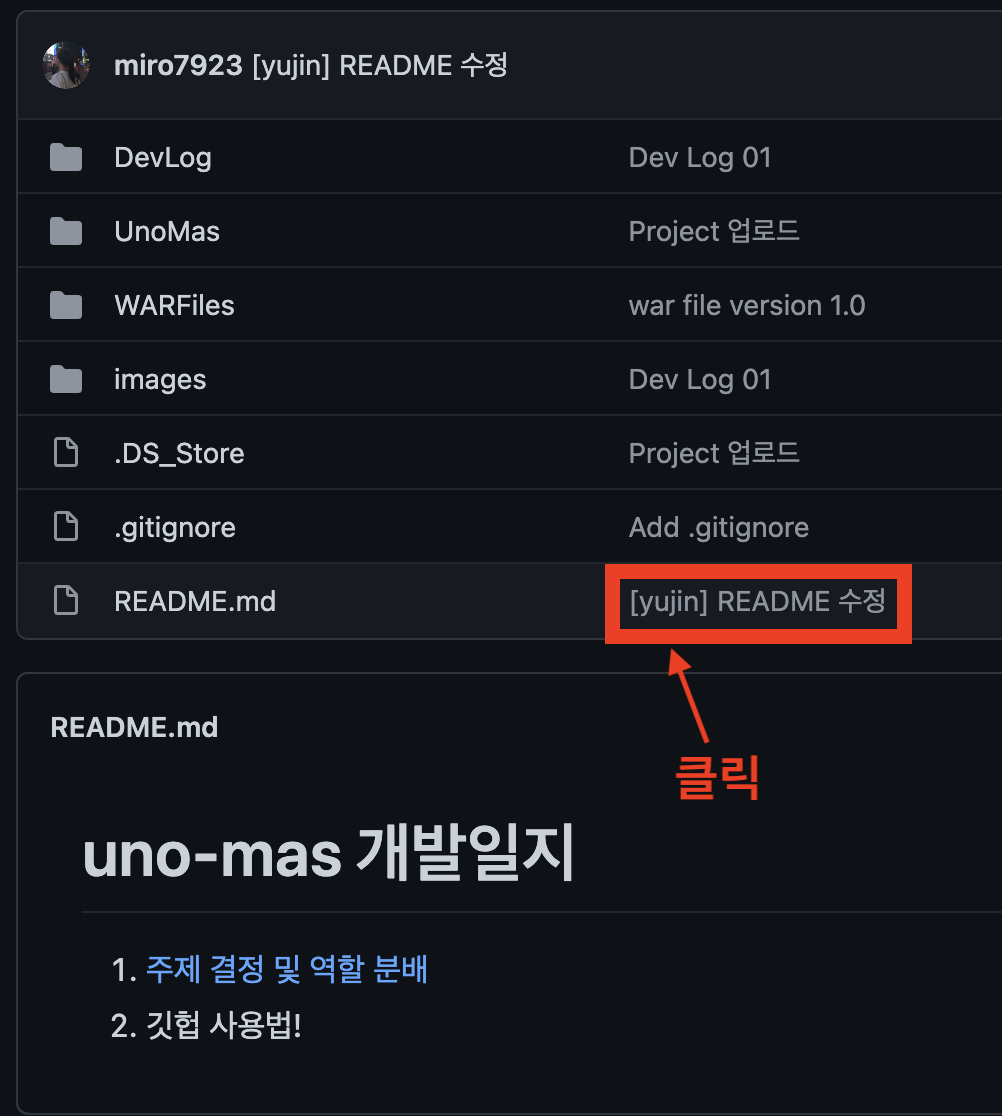 miro7923 [yujin] README 수정
DevLog Dev Log 01
UnoMas Project 업로드
WARFiles war file version 1.0
images Dev Log 01
.DS_Store Project 업로드
.gitignore Add .gitignore
README.md [yujin] README 수정
클릭
README.md
uno-mas 개발일지
1. 주제 결정 및 역할 분배
2. 깃헙 사용법!